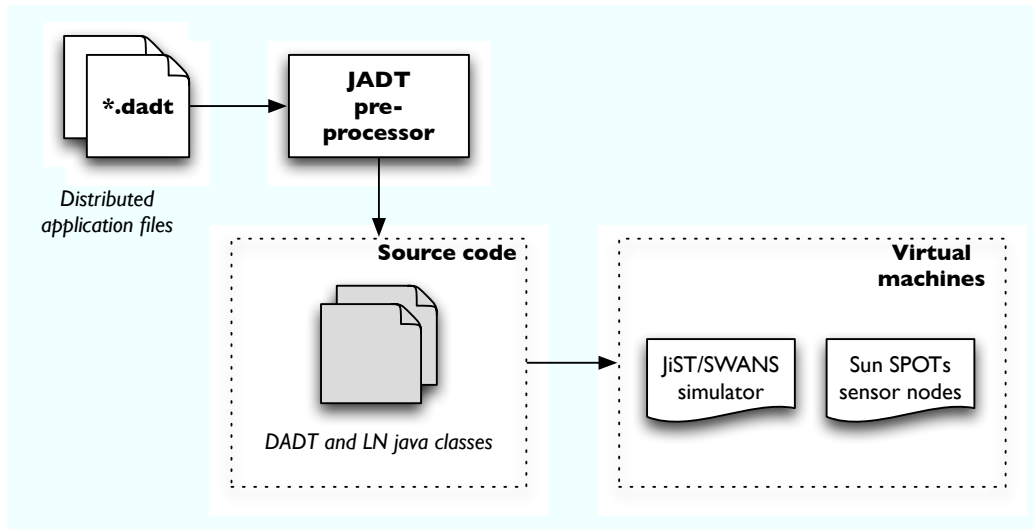 *.dadt
JADT
pre-
processor
Distributed
application files
Source code
DADT and LN java classes
Virtual
machines
JiST/SWANS
simulator
Sun SPOTs
sensor nodes